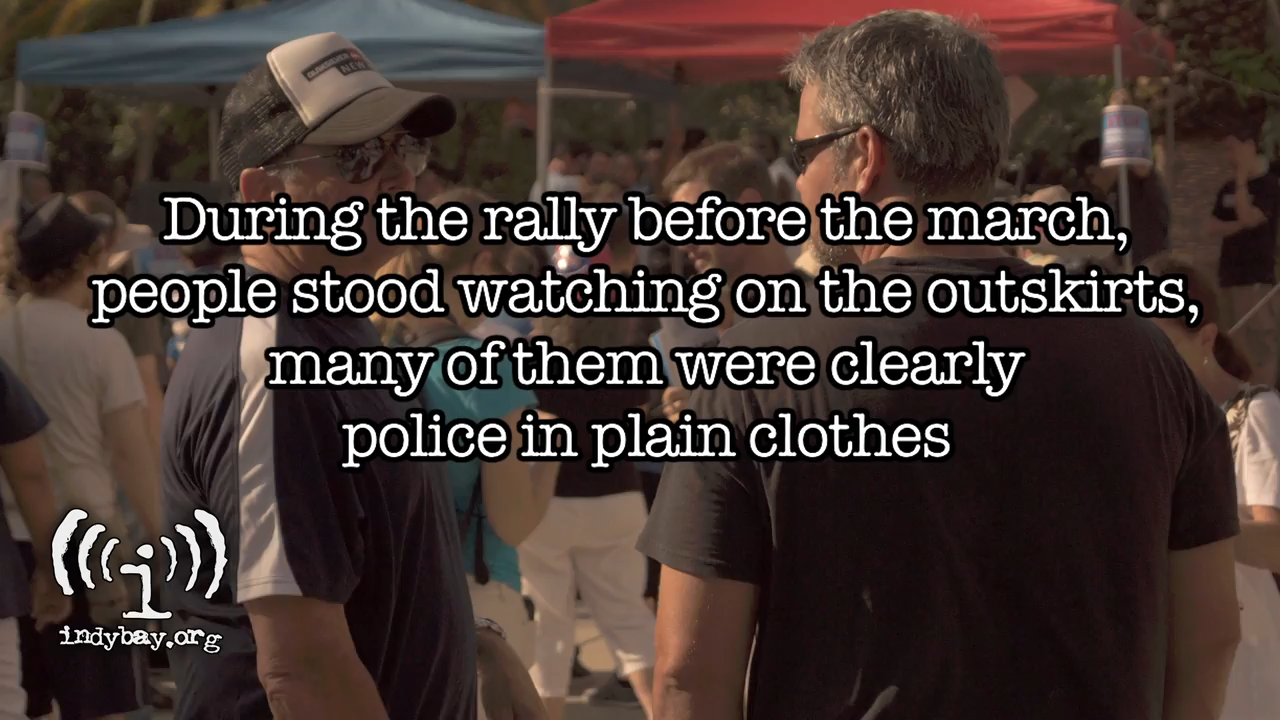 During the rally before the march,
people stood watching on the outskirts,
many of them were clearly
police in plain clothes
indybay.org